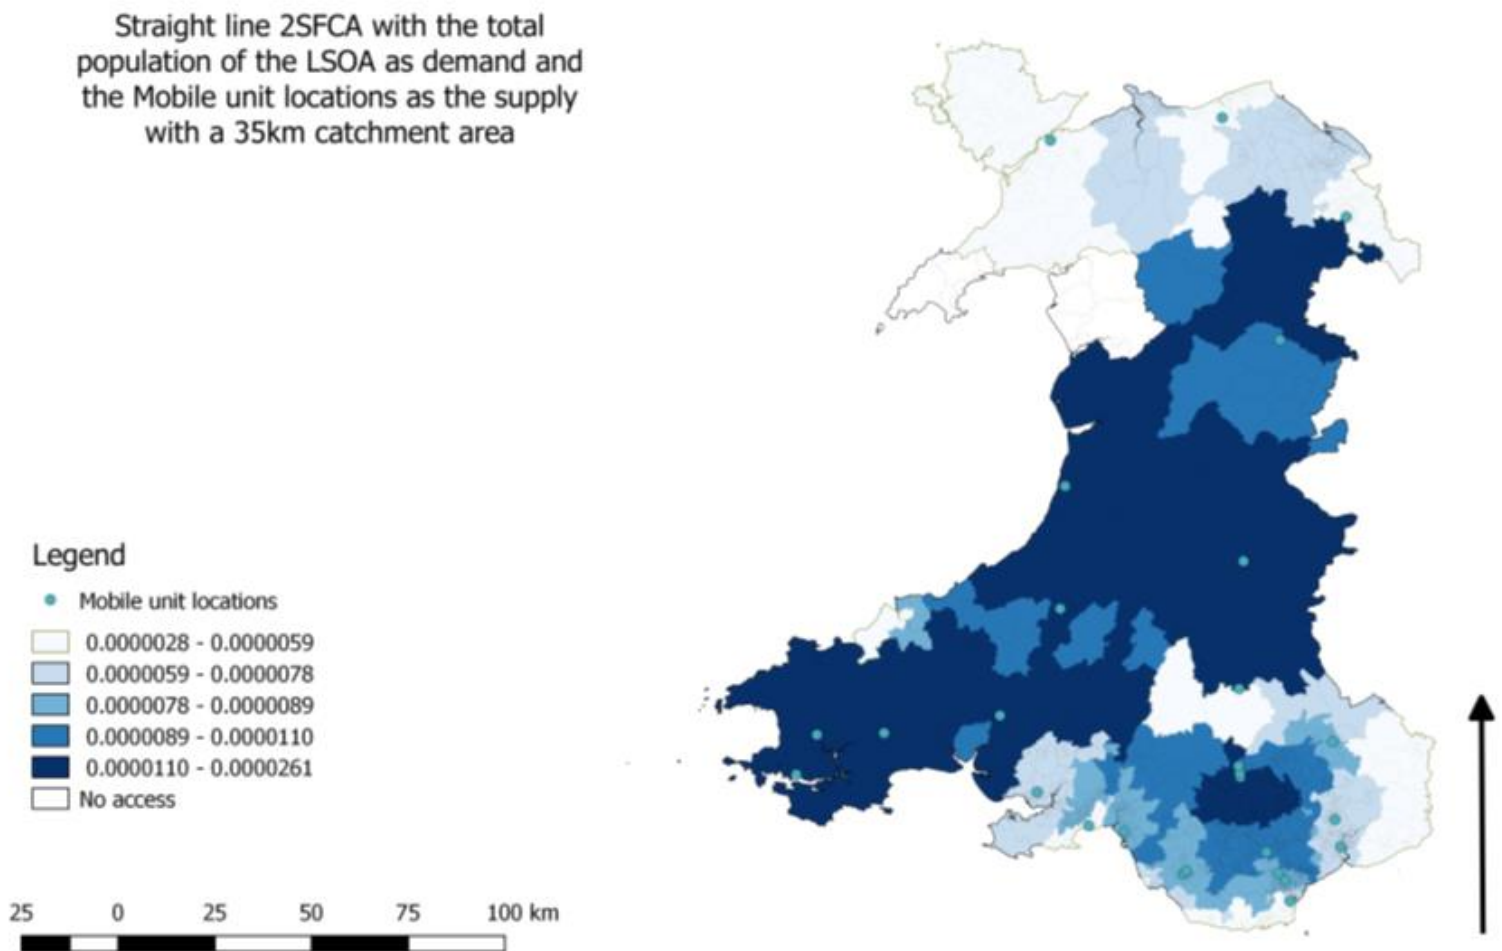 Straight line 2SFCA with the total
population of the LSOA as demand and
the Mobile unit locations as the supply
with a 35km catchment area
Legend
Mobile unit locations
0.0000028 - 0.0000059
0.0000059 - 0.0000078
0.0000078 - 0.0000089
0.0000089 - 0.0000110
0.0000110 - 0.0000261
No access
25 0 25 50 75 100 km